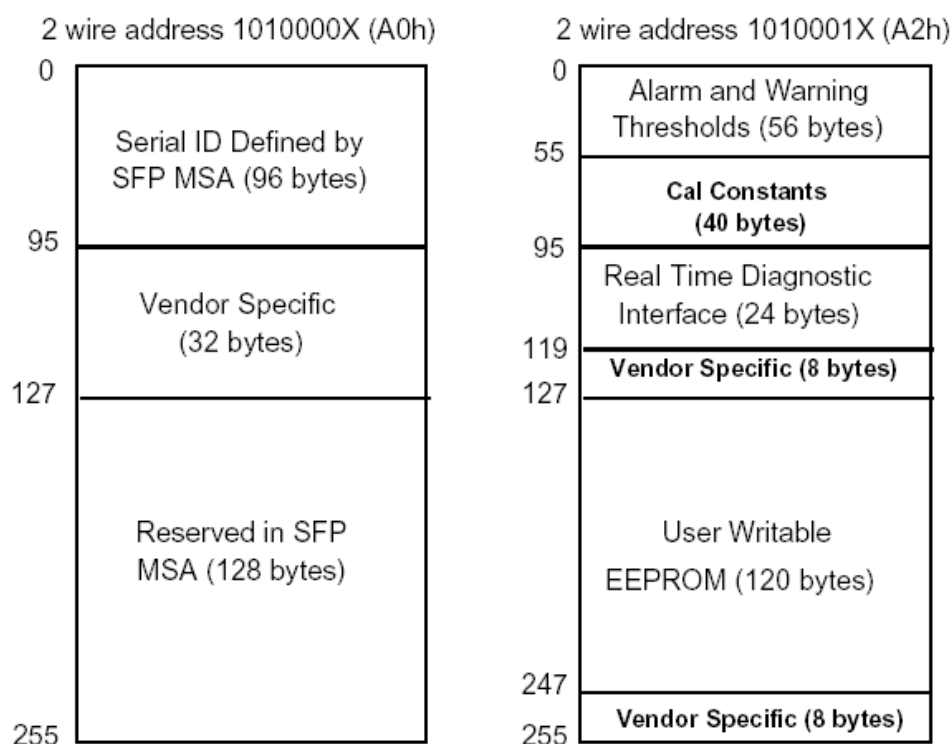 2 wire address 1010000X (A0h)
0
Serial ID Defined by
SFP MSA (96 bytes)
95
Vendor Specific
(32 bytes)
127
Reserved in SFP
MSA (128 bytes)
255
2 wire address 1010001X (A2h)
0
Alarm and Warning
Thresholds (56 bytes)
55
Cal Constants
(40 bytes)
95
Real Time Diagnostic
Interface (24 bytes)
119
Vendor Specific (8 bytes)
127
User Writable
EEPROM (120 bytes)
247
Vendor Specific (8 bytes)
255